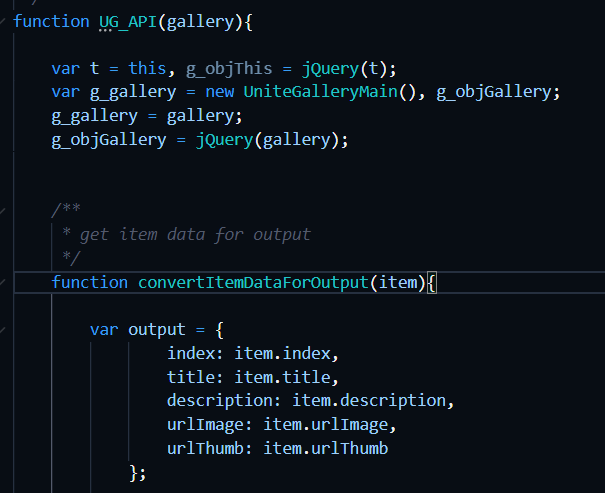 /
function UG_API(gallery){
var t = this, g_objThis = jQuery(t);
var g_gallery = new UniteGalleryMain(), g_objGallery;
g_gallery = gallery;
g_objGallery = jQuery(gallery);
/**
* get item data for output
*/
function convertItemDataForOutput(item){
var output = {
index: item.index,
title: item.title,
description: item.description,
urlImage: item.urlImage,
urlThumb: item.urlThumb
};